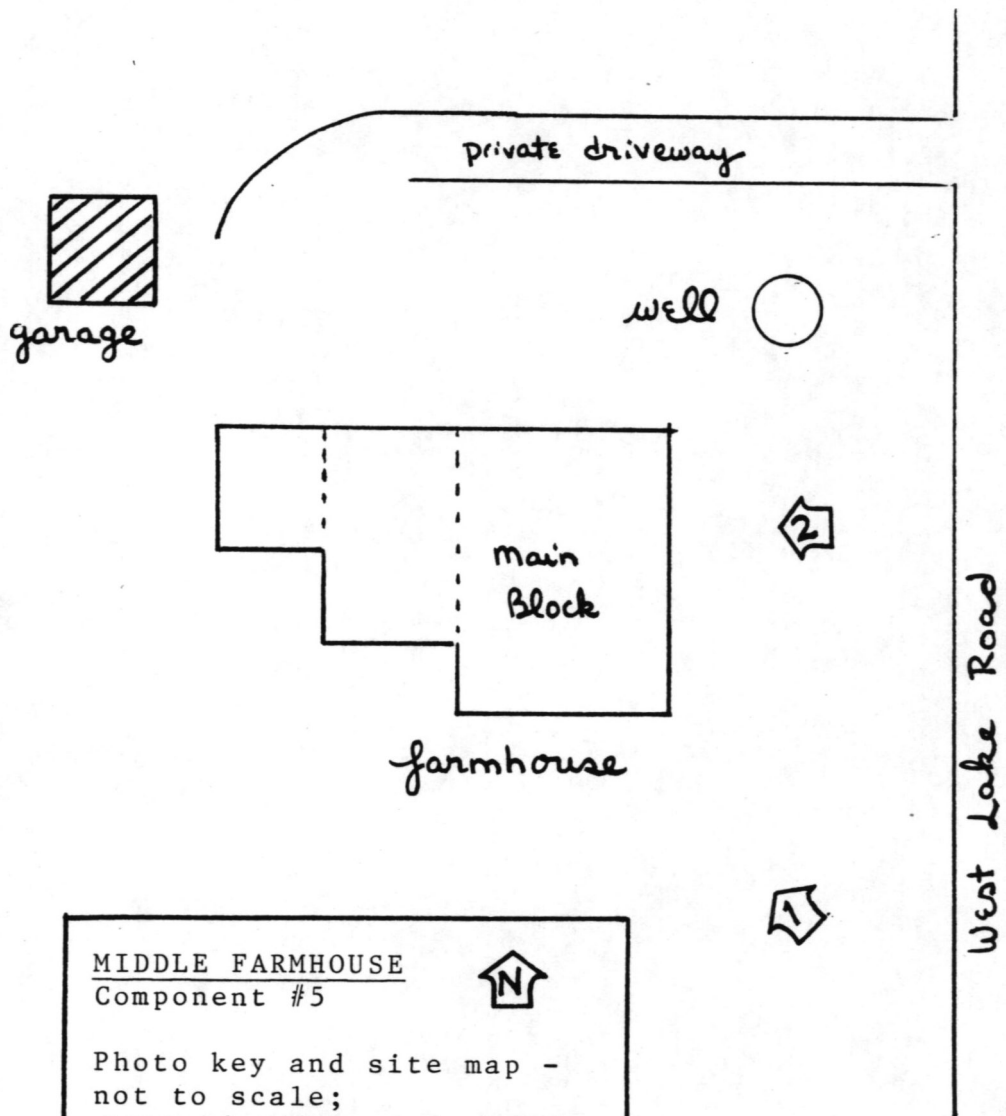 private driveway
garage
well
2
Main
Block
farmhouse
West Lake Road
1
MIDDLE FARMHOUSE
N
Component #5
Photo key and site map -
not to scale;